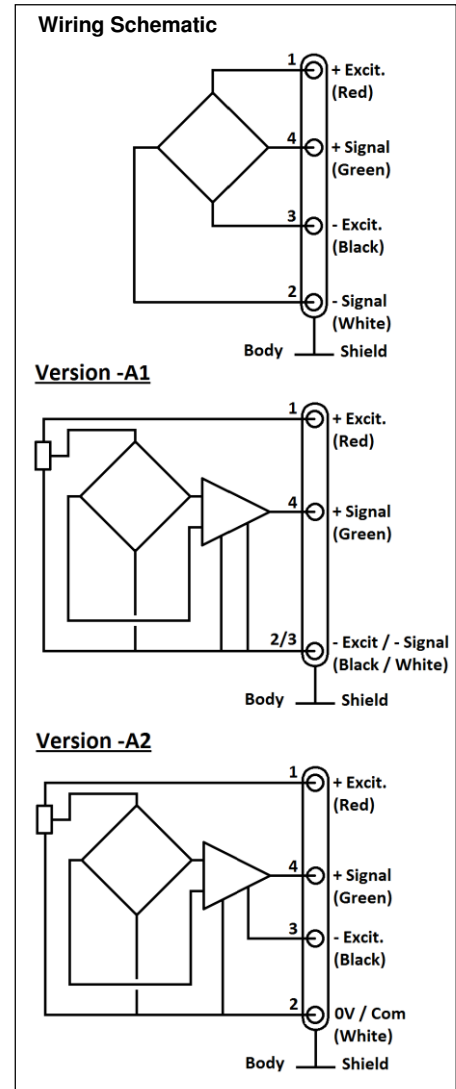 Wiring Schematic
1
+ Excit.
(Red)
4
+ Signal
(Green)
3
- Excit.
(Black)
2
- Signal
(White)
Body Shield
Version -A1
1
+ Excit.
(Red)
4
+ Signal
(Green)
2/3
- Excit / - Signal
(Black / White)
Body Shield
Version -A2
1
+ Excit.
(Red)
4
+ Signal
(Green)
3
- Excit.
(Black)
2
0V / Com
(White)
Body Shield